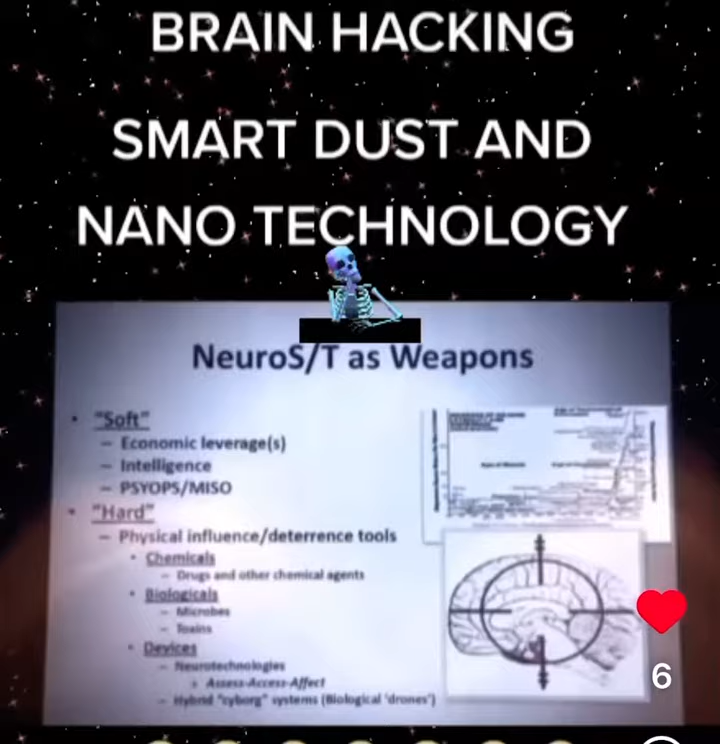 BRAIN HACKING
SMART DUST AND
NANO TECHNOLOGY
NeuroS/T as Weapons
• "Soft"
– Economic leverage(s)
– Intelligence
– PSYOPS/MISO
• "Hard"
– Physical influence/deterrence tools
• Chemicals
– Drugs and other chemical agents
• Biologicals
– Microbes
– Toxins
• Devices
– Neurotechnologies
• Assess-Access-Affect
– Hybrid "cyborg" systems (Biological 'drones')
6